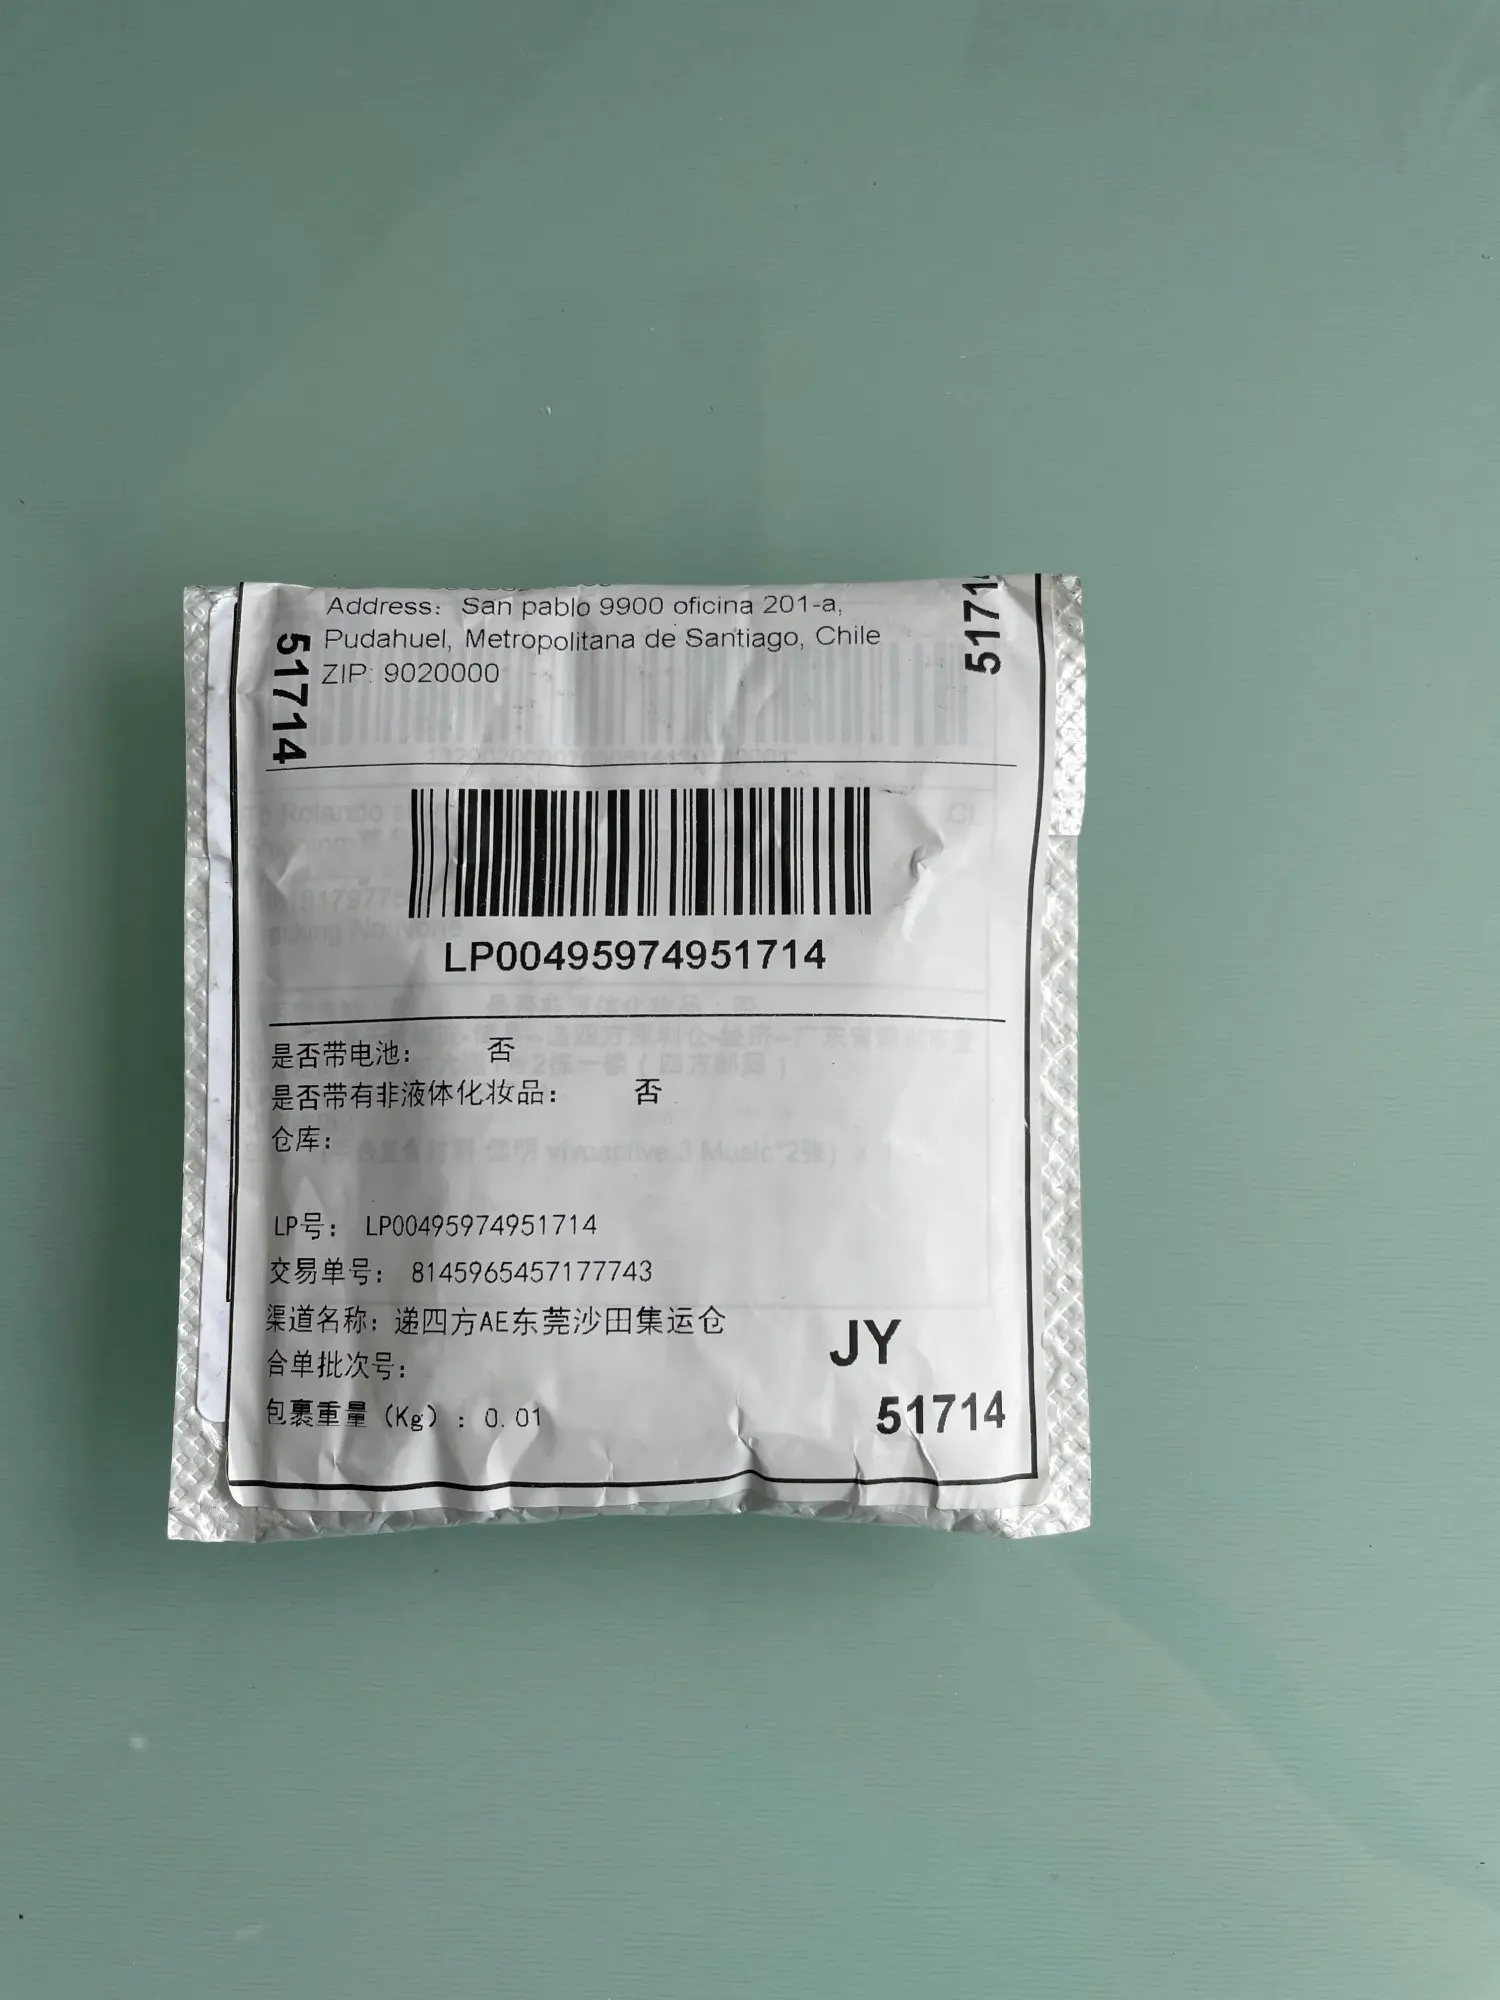 Address: San pablo 9900 oficina 201-a,
Pudahuel, Metropolitana de Santiago, Chile
ZIP: 9020000
51714
5171
LP00495974951714
是否带电池: 否
是否带有非液体化妆品: 否
仓库:
LP号: LP00495974951714
交易单号: 8145965457177743
渠道名称: 递四方AE东莞沙田集运仓
合单批次号:
包裹重量 (Kg) : 0.01
JY
51714